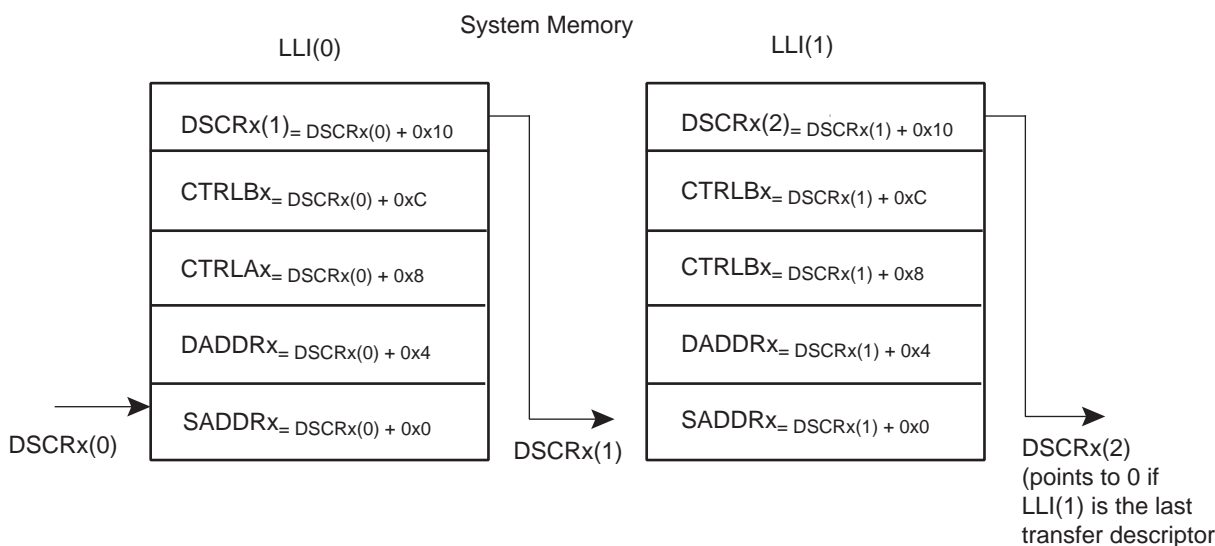 System Memory
LLI(0)
LLI(1)
DSCRx(1)= DSCRx(0) + 0x10
CTRLBx= DSCRx(0) + 0xC
CTRLAx= DSCRx(0) + 0x8
DADDRx= DSCRx(0) + 0x4
SADDRx= DSCRx(0) + 0x0
DSCRx(0)
DSCRx(1)
DSCRx(2)= DSCRx(1) + 0x10
CTRLBx= DSCRx(1) + 0xC
CTRLBx= DSCRx(1) + 0x8
DADDRx= DSCRx(1) + 0x4
SADDRx= DSCRx(1) + 0x0
DSCRx(2)
(points to 0 if
LLI(1) is the last
transfer descriptor